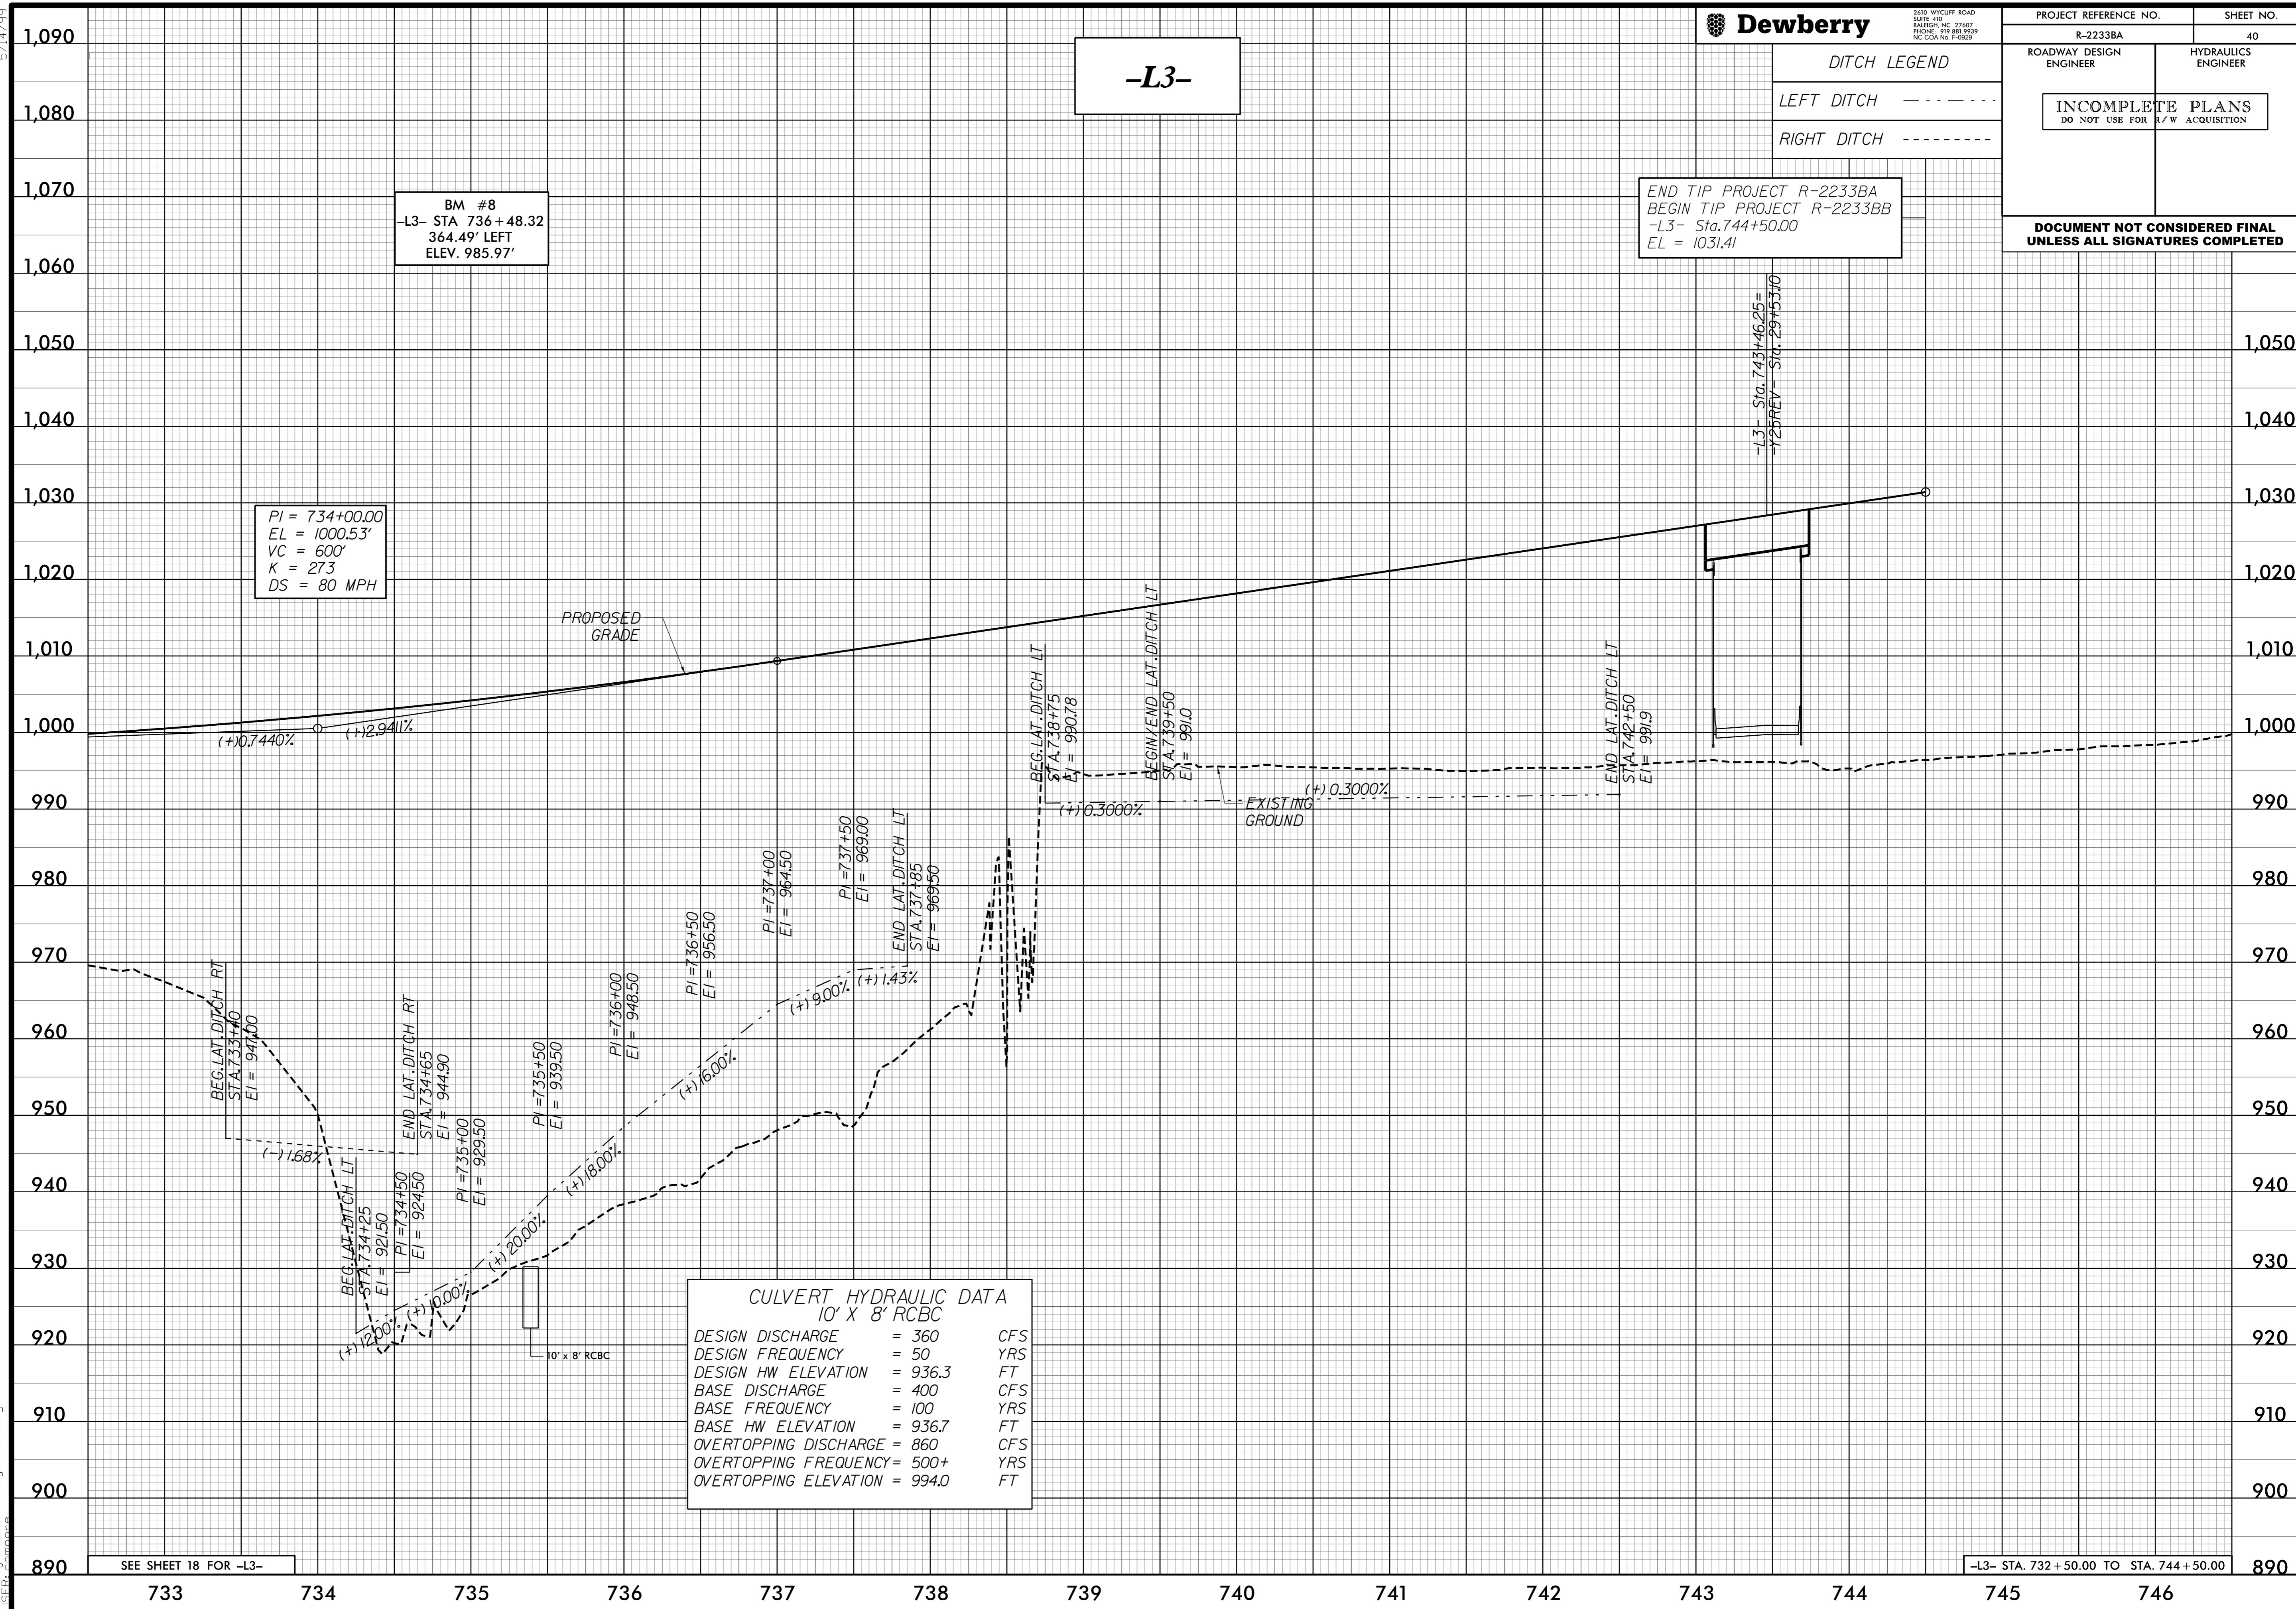 5/14/99
Dewberry
2610 WYCLIFF ROAD
SUITE 410
RALEIGH, NC 27607
PHONE: 919.881.9939
NC COA No. F-0929
PROJECT REFERENCE NO.
SHEET NO.
R-2233BA
40
ROADWAY DESIGN
ENGINEER
HYDRAULICS
ENGINEER
INCOMPLETE PLANS
DO NOT USE FOR R/W ACQUISITION
DOCUMENT NOT CONSIDERED FINAL
UNLESS ALL SIGNATURES COMPLETED
DITCH LEGEND
LEFT DITCH
RIGHT DITCH
-L3-
BM #8
-L3- STA 736+48.32
364.49' LEFT
ELEV. 985.97'
END TIP PROJECT R-2233BA
BEGIN TIP PROJECT R-2233BB
-L3- Sta.744+50.00
EL = 1031.41
-L3- Sta. 743+46.25=
-Y25REV- Sta. 29+53.10
PI = 734+00.00
EL = 1000.53'
VC = 600'
K = 273
DS = 80 MPH
PROPOSED
GRADE
(+)0.7440%
(+)2.9411%
BEG.LAT.DITCH LT
STA.738+75
El = 990.78
BEGIN/END LAT.DITCH LT
STA.739+50
El = 991.0
END LAT.DITCH LT
STA.742+50
El = 991.9
(+)0.3000%
(+)0.3000%
EXISTING
GROUND
BEG.LAT.DITCH RT
STA.733+40
El = 947.00
(-)1.68%
END LAT.DITCH RT
STA.734+65
El = 944.90
BEG.LAT.DITCH LT
STA.734+25
El = 921.50
PI =734+50
El = 924.50
PI =735+00
El = 929.50
PI =735+50
El = 939.50
PI =736+00
El = 948.50
PI =736+50
El = 956.50
PI =737+00
El = 964.50
PI =737+50
El = 969.00
END LAT.DITCH LT
STA.737+85
El = 969.50
(+)12.00%
(+)10.00%
(+)20.00%
(+)18.00%
(+)16.00%
(+)9.00%
(+)1.43%
10' x 8' RCBC
CULVERT HYDRAULIC DATA
10' X 8' RCBC
DESIGN DISCHARGE = 360 CFS
DESIGN FREQUENCY = 50 YRS
DESIGN HW ELEVATION = 936.3 FT
BASE DISCHARGE = 400 CFS
BASE FREQUENCY = 100 YRS
BASE HW ELEVATION = 936.7 FT
OVERTOPPING DISCHARGE = 860 CFS
OVERTOPPING FREQUENCY= 500+ YRS
OVERTOPPING ELEVATION = 994.0 FT
1,090
1,080
1,070
1,060
1,050
1,040
1,030
1,020
1,010
1,000
990
980
970
960
950
940
930
920
910
900
890
1,050
1,040
1,030
1,020
1,010
1,000
990
980
970
960
950
940
930
920
910
900
890
SEE SHEET 18 FOR -L3-
-L3- STA. 732+50.00 TO STA. 744+50.00
733 734 735 736 737 738 739 740 741 742 743 744 745 746